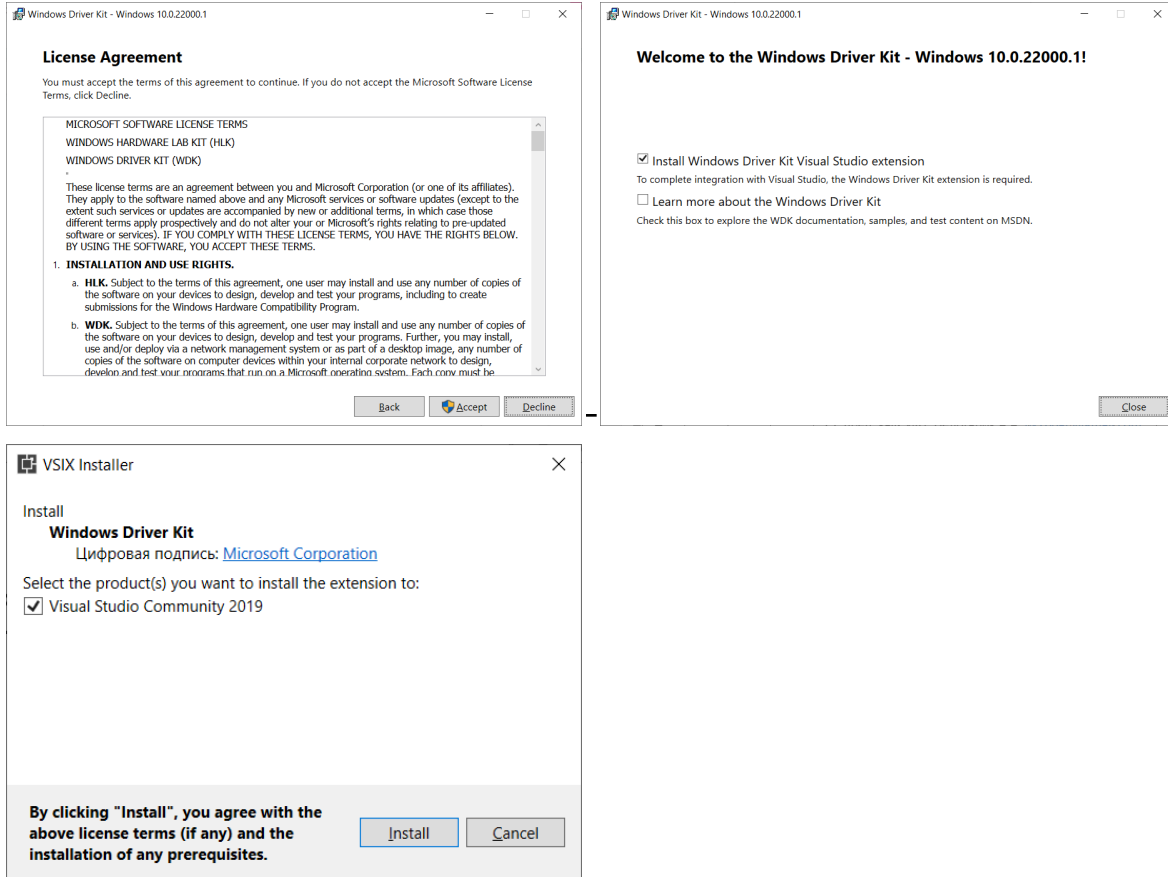 Windows Driver Kit - Windows 10.0.22000.1
License Agreement
You must accept the terms of this agreement to continue. If you do not accept the Microsoft Software License
Terms, click Decline.
MICROSOFT SOFTWARE LICENSE TERMS
WINDOWS HARDWARE LAB KIT (HLK)
WINDOWS DRIVER KIT (WDK)
These license terms are an agreement between you and Microsoft Corporation (or one of its affiliates).
They apply to the software named above and any Microsoft services or software updates (except to the
extent such services or updates are accompanied by new or additional terms, in which case those
different terms apply prospectively and do not alter your or Microsoft's rights relating to pre-updated
software or services). IF YOU COMPLY WITH THESE LICENSE TERMS, YOU HAVE THE RIGHTS BELOW.
BY USING THE SOFTWARE, YOU ACCEPT THESE TERMS.
1. INSTALLATION AND USE RIGHTS.
a. HLK. Subject to the terms of this agreement, one user may install and use any number of copies of
the software on your devices to design, develop and test your programs, including to create
submissions for the Windows Hardware Compatibility Program.
b. WDK. Subject to the terms of this agreement, one user may install and use any number of copies of
the software on your devices to design, develop and test your programs. Further, you may install,
use and/or deploy via a network management system or as part of a desktop image, any number of
copies of the software on computer devices within your internal corporate network to design,
develop and test your programs that run on a Microsoft operating system. Each copy must be
Back Accept Decline
Windows Driver Kit - Windows 10.0.22000.1
Welcome to the Windows Driver Kit - Windows 10.0.22000.1!
Install Windows Driver Kit Visual Studio extension
To complete integration with Visual Studio, the Windows Driver Kit extension is required.
Learn more about the Windows Driver Kit
Check this box to explore the WDK documentation, samples, and test content on MSDN.
Close
VSIX Installer
Install
Windows Driver Kit
Цифровая подпись: Microsoft Corporation
Select the product(s) you want to install the extension to:
Visual Studio Community 2019
By clicking "Install", you agree with the
above license terms (if any) and the
installation of any prerequisites.
Install Cancel